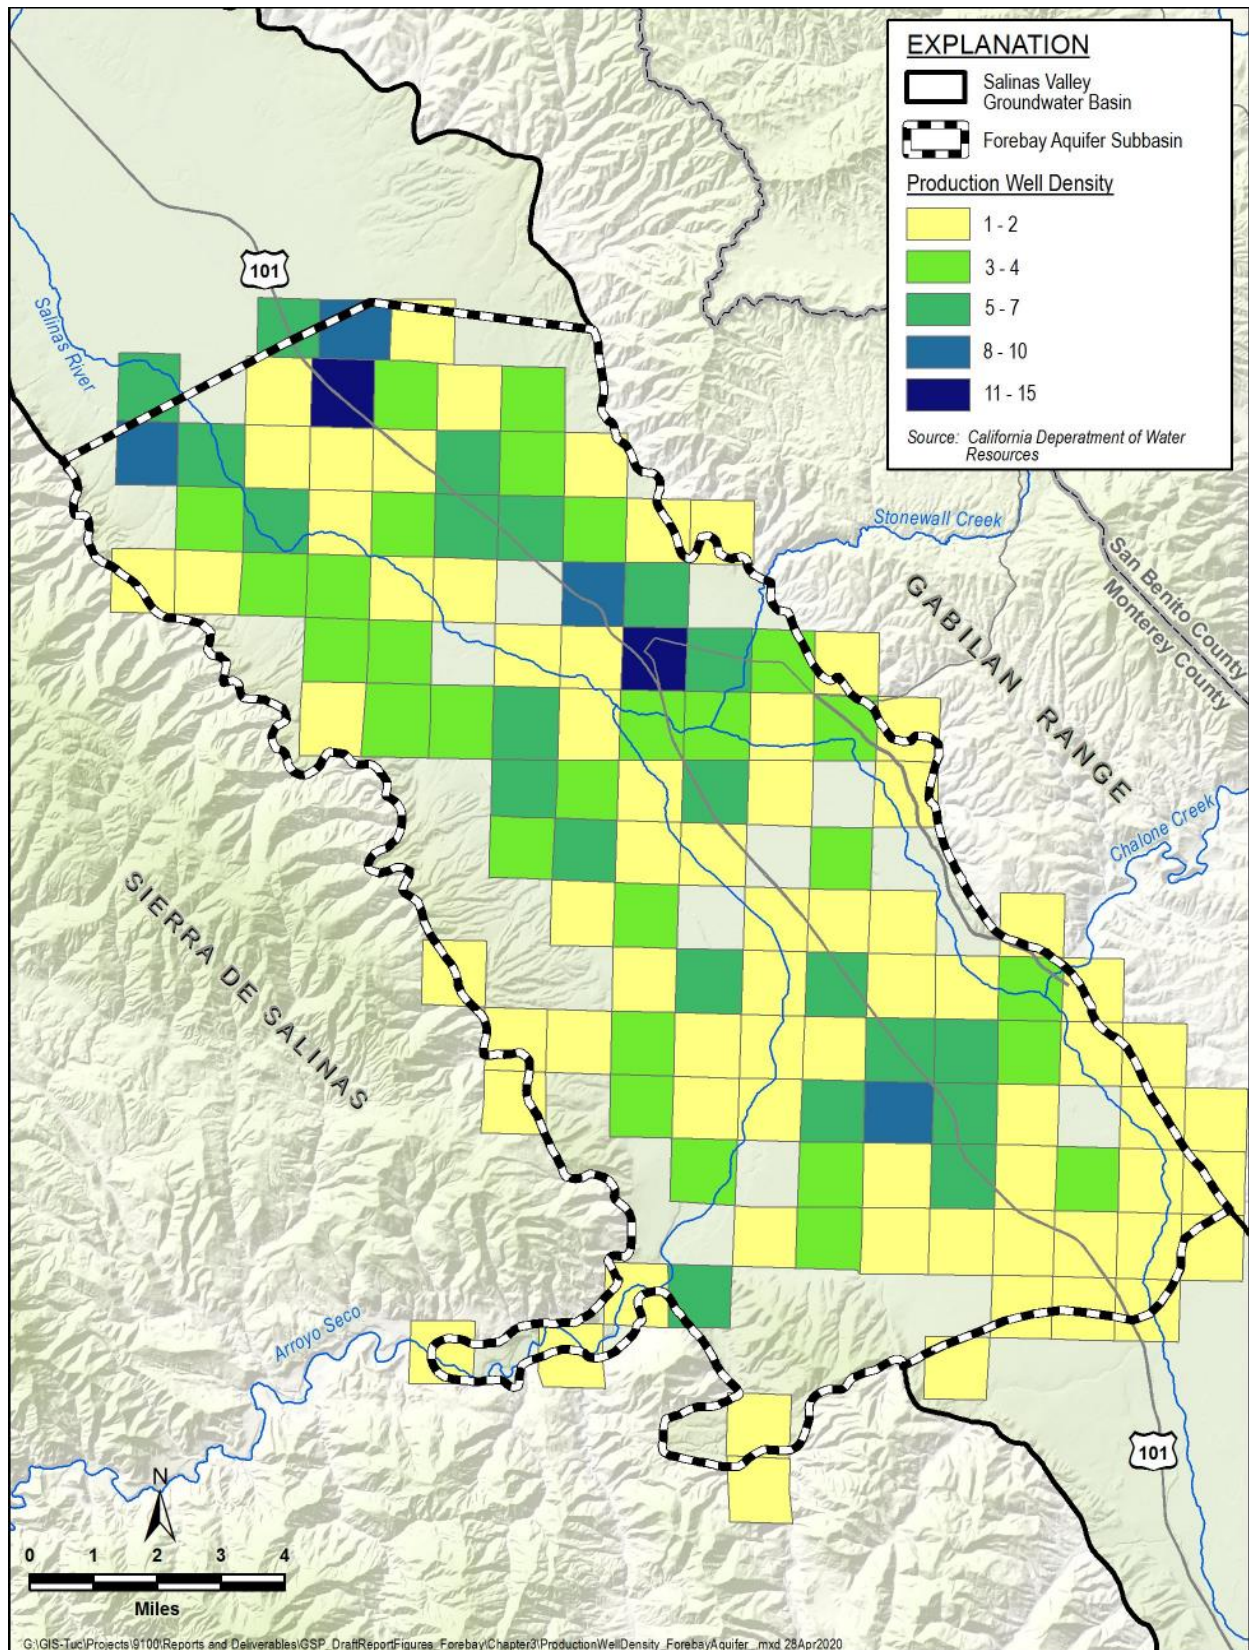 EXPLANATION
Salinas Valley
Groundwater Basin
Forebay Aquifer Subbasin
Production Well Density
1 - 2
3 - 4
5 - 7
8 - 10
11 - 15
Source: California Deperatment of Water
Resources
101
Salinas River
Stonewall Creek
San Benito County
Monterey County
GABILAN RANGE
Chalone Creek
SIERRA DE SALINAS
Arroyo Seco
101
N
0 1 2 3 4
Miles
G:\GIS-Tuc\Projects\9100\Reports and Deliverables\GSP_DraftReportFigures_Forebay\Chapter3\ProductionWellDensity_ForebayAquifer_.mxd 28Apr2020